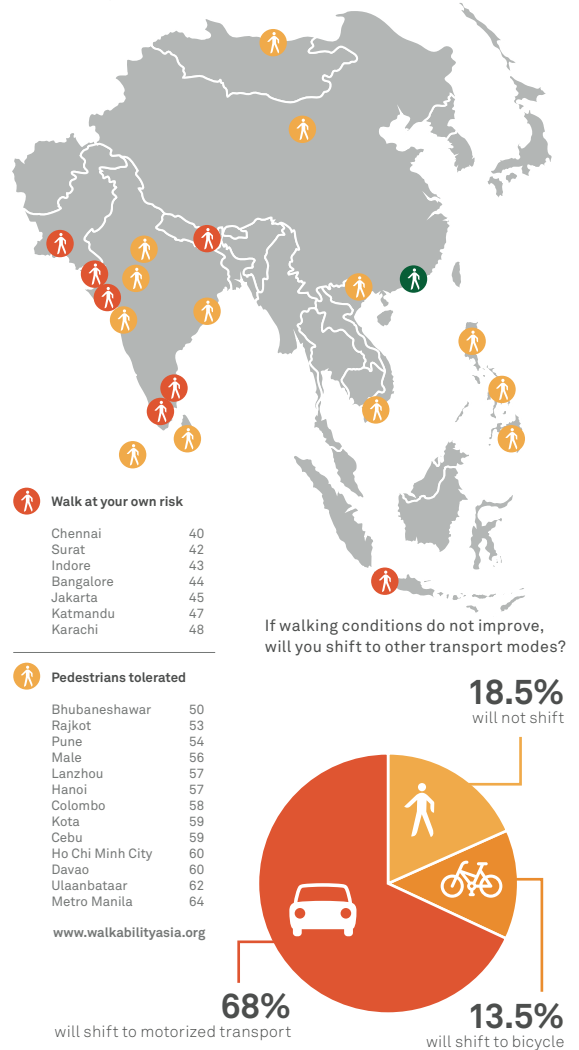 Walk at your own risk
Chennai 40
Surat 42
Indore 43
Bangalore 44
Jakarta 45
Katmandu 47
Karachi 48
Pedestrians tolerated
Bhubaneshawar 50
Rajkot 53
Pune 54
Male 56
Lanzhou 57
Hanoi 57
Colombo 58
Kota 59
Cebu 59
Ho Chi Minh City 60
Davao 60
Ulaanbataar 62
Metro Manila 64
www.walkabilityasia.org
If walking conditions do not improve,
will you shift to other transport modes?
18.5%
will not shift
68%
will shift to motorized transport
13.5%
will shift to bicycle